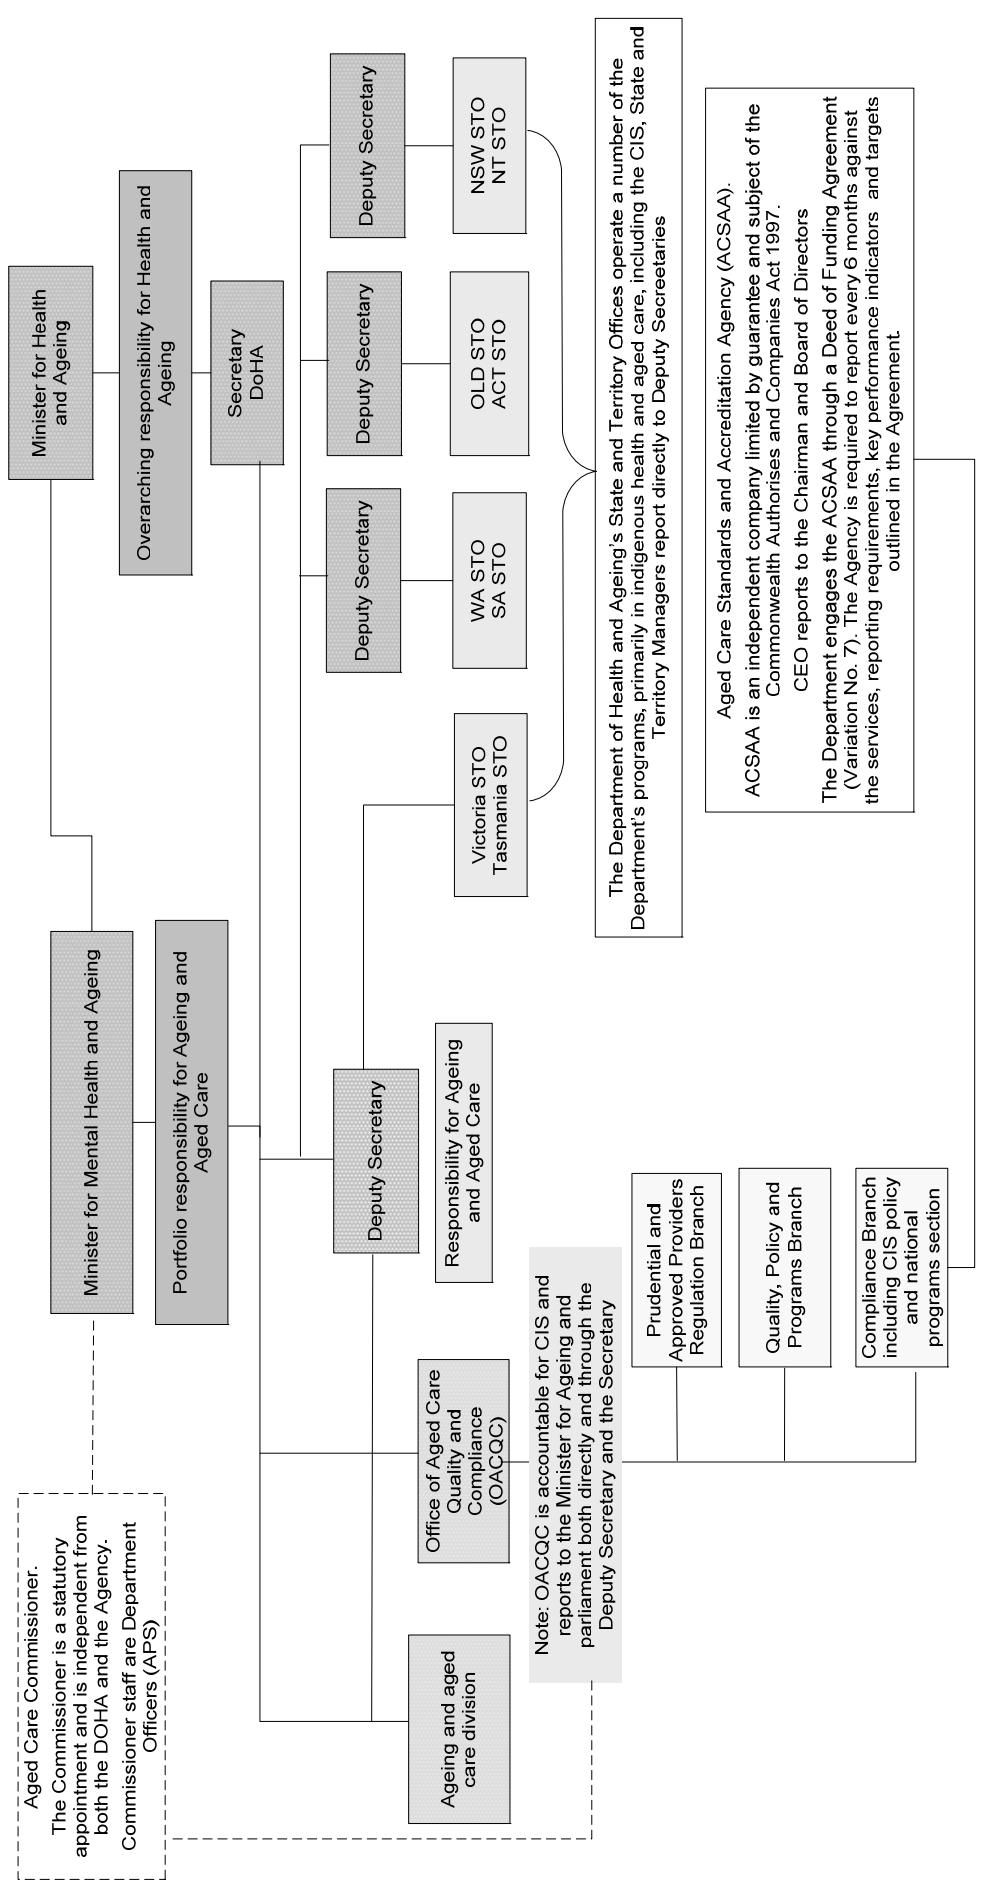 Minister for Health
and Ageing
Overarching responsibility for Health and
Ageing
Secretary
DoHA
Minister for Mental Health and Ageing
Portfolio responsibility for Ageing and
Aged Care
Aged Care Commissioner.
The Commissioner is a statutory
appointment and is independent from
both the DOHA and the Agency.
Commissioner staff are Department
Officers (APS)
Ageing and aged
care division
Office of Aged Care
Quality and
Compliance
(OACQC)
Deputy Secretary
Responsibility for Ageing
and Aged Care
Deputy Secretary
Deputy Secretary
Deputy Secretary
Victoria STO
Tasmania STO
WA STO
SA STO
OLD STO
ACT STO
NSW STO
NT STO
Note: OACQC is accountable for CIS and
reports to the Minister for Ageing and
parliament both directly and through the
Deputy Secretary and the Secretary
Prudential and
Approved Providers
Regulation Branch
Quality, Policy and
Programs Branch
Compliance Branch
including CIS policy
and national
programs section
The Department of Health and Ageing's State and Territory Offices operate a number of the
Department's programs, primarily in indigenous health and aged care, including the CIS, State and
Territory Managers report directly to Deputy Secretaries
Aged Care Standards and Accreditation Agency (ACSAA).
ACSAA is an independent company limited by guarantee and subject of the
Commonwealth Authorises and Companies Act 1997.
CEO reports to the Chairman and Board of Directors
The Department engages the ACSAA through a Deed of Funding Agreement
(Variation No. 7). The Agency is required to report every 6 months against
the services, reporting requirements, key performance indicators and targets
outlined in the Agreement.